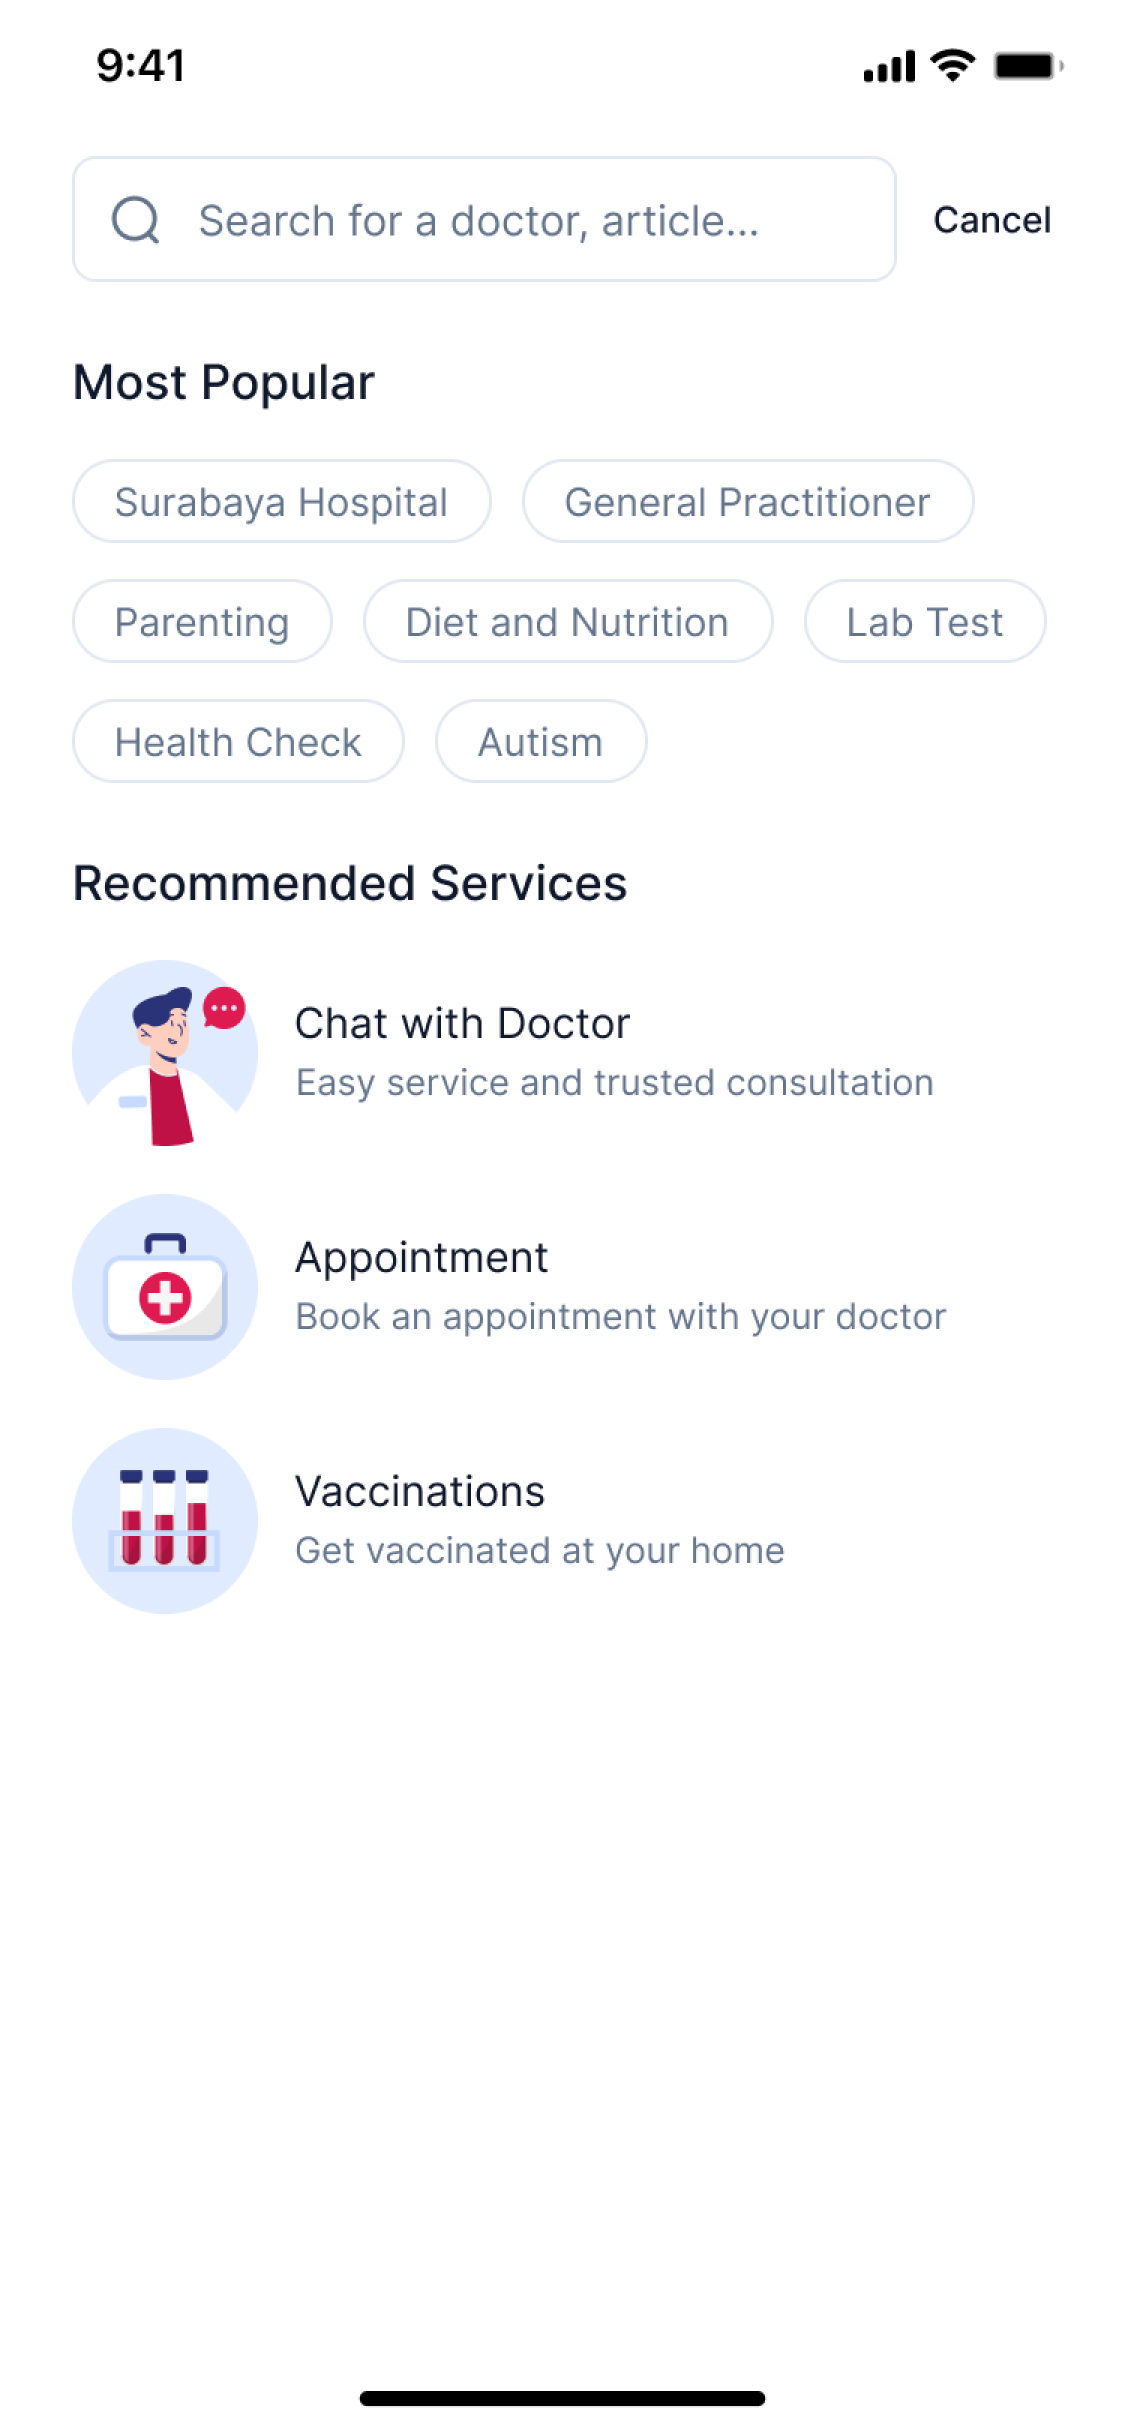 9:41
Search for a doctor, article...
Cancel
Most Popular
Surabaya Hospital
General Practitioner
Parenting
Diet and Nutrition
Lab Test
Health Check
Autism
Recommended Services
Chat with Doctor
Easy service and trusted consultation
Appointment
Book an appointment with your doctor
Vaccinations
Get vaccinated at your home